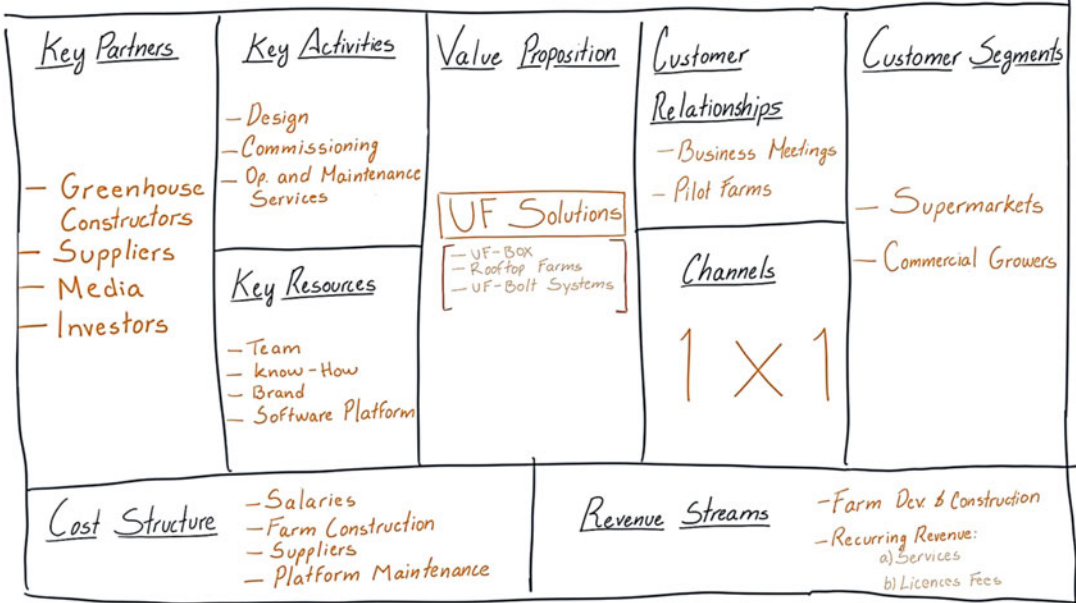 Key Partners
- Greenhouse
Constructors
- Suppliers
- Media
- Investors
Key Activities
- Design
- Commissioning
- Op. and Maintenance
Services
Key Resources
- Team
- Know-How
- Brand
- Software Platform
Value Proposition
UF Solutions
- UF-Box
- Rooftop Farms
- UF-Bolt Systems
Customer
Relationships
- Business Meetings
- Pilot Farms
Channels
1 X 1
Customer Segments
- Supermarkets
- Commercial Growers
Cost Structure
- Salaries
- Farm Construction
- Suppliers
- Platform Maintenance
Revenue Streams
- Farm Dev. & Construction
- Recurring Revenue:
a) Services
b) Licences Fees